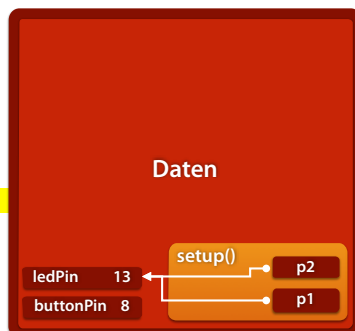 Daten
setup()
p2
ledPin 13
p1
buttonPin 8